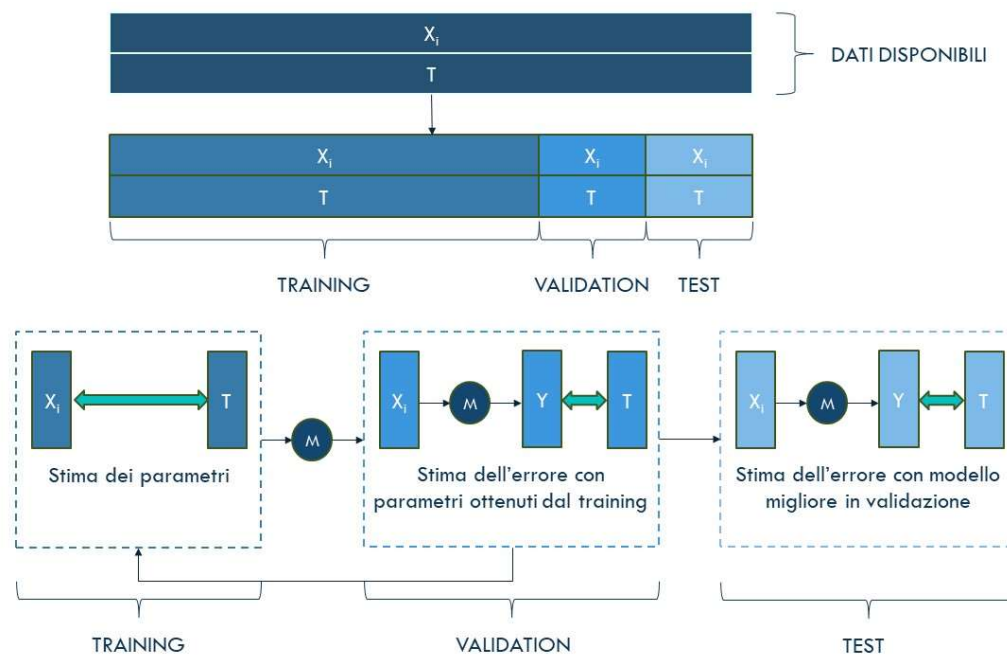 Xi
T
DATI DISPONIBILI
Xi Xi Xi
T T T
TRAINING VALIDATION TEST
Xi T Xi M Y T Xi M Y T
M
Stima dei parametri
Stima dell'errore con
parametri ottenuti dal training
Stima dell'errore con modello
migliore in validazione
TRAINING VALIDATION TEST